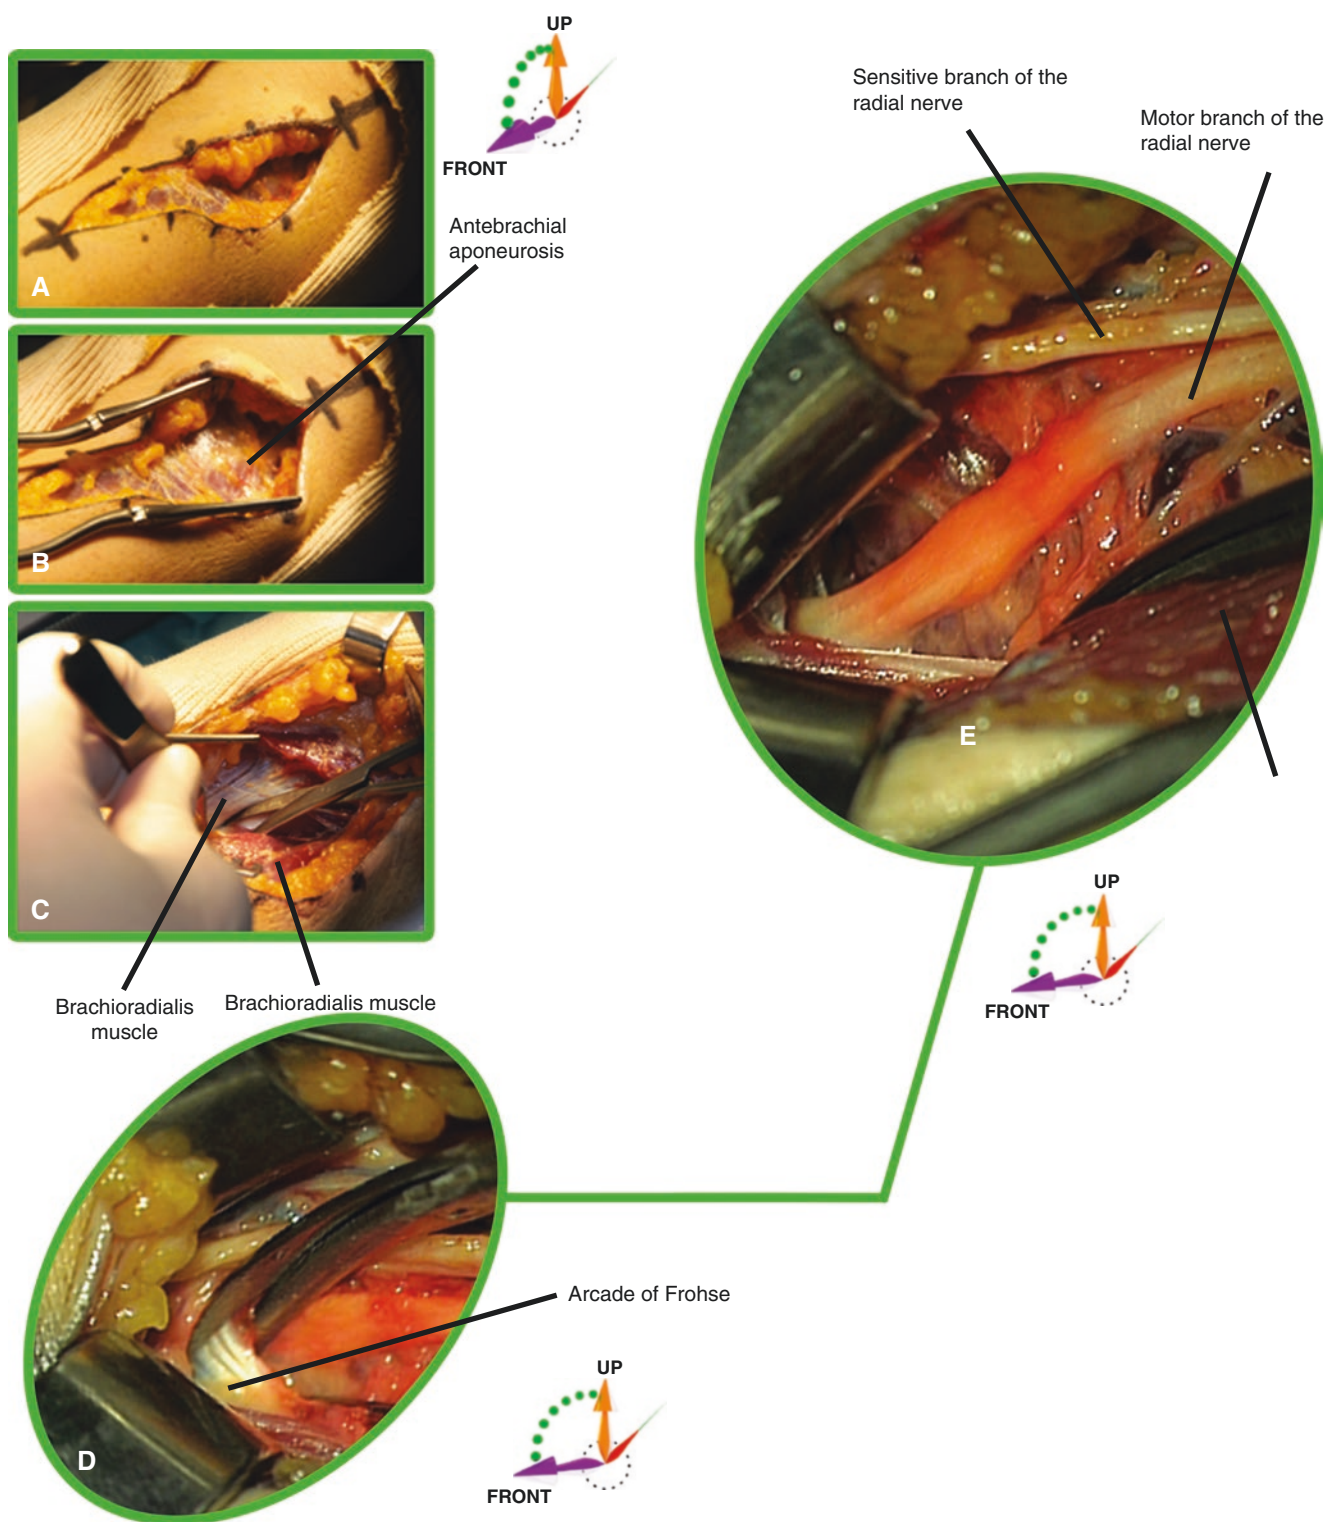 UP
FRONT
Sensitive branch of the
radial nerve
Motor branch of the
radial nerve
A
Antebrachial
aponeurosis
B
E
C
UP
FRONT
Brachioradialis
muscle
Brachioradialis muscle
Arcade of Frohse
UP
FRONT
D